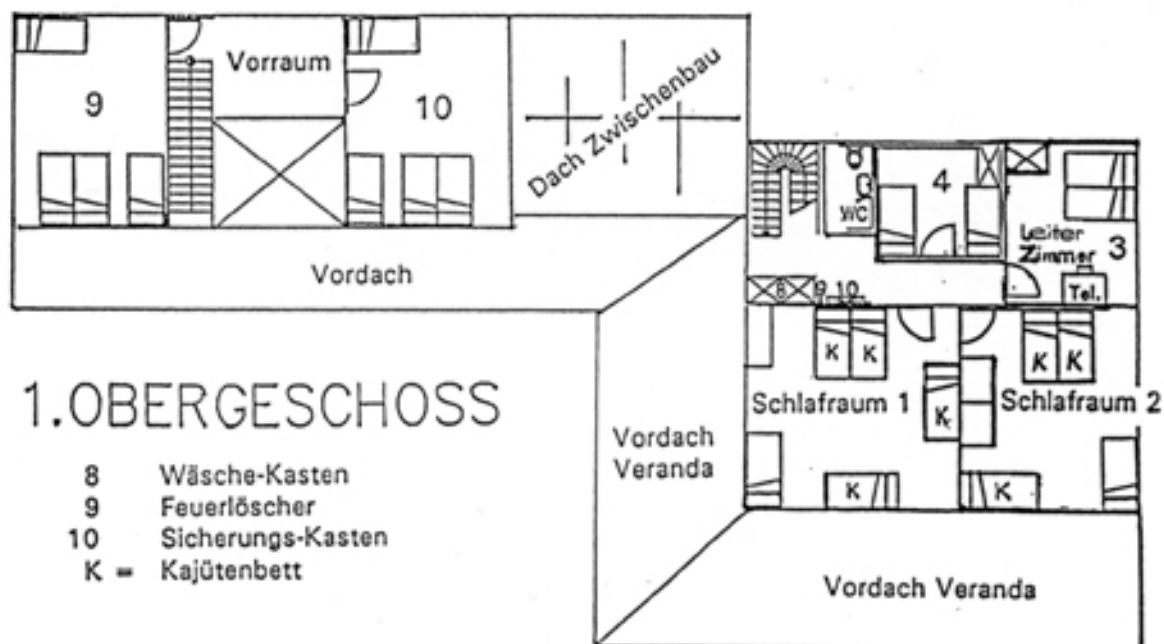 9
Vorraum
10
Dach Zwischenbau
Vordach
WC
4
Leiter
Zimmer
3
Tel.
8 9 10
K K
K
K
Schlafraum 1
K K
K
Schlafraum 2
Vordach
Veranda
Vordach Veranda
1.OBERGESCHOSS
8 Wäsche-Kasten
9 Feuerlöscher
10 Sicherungs-Kasten
K = Kajütenbett